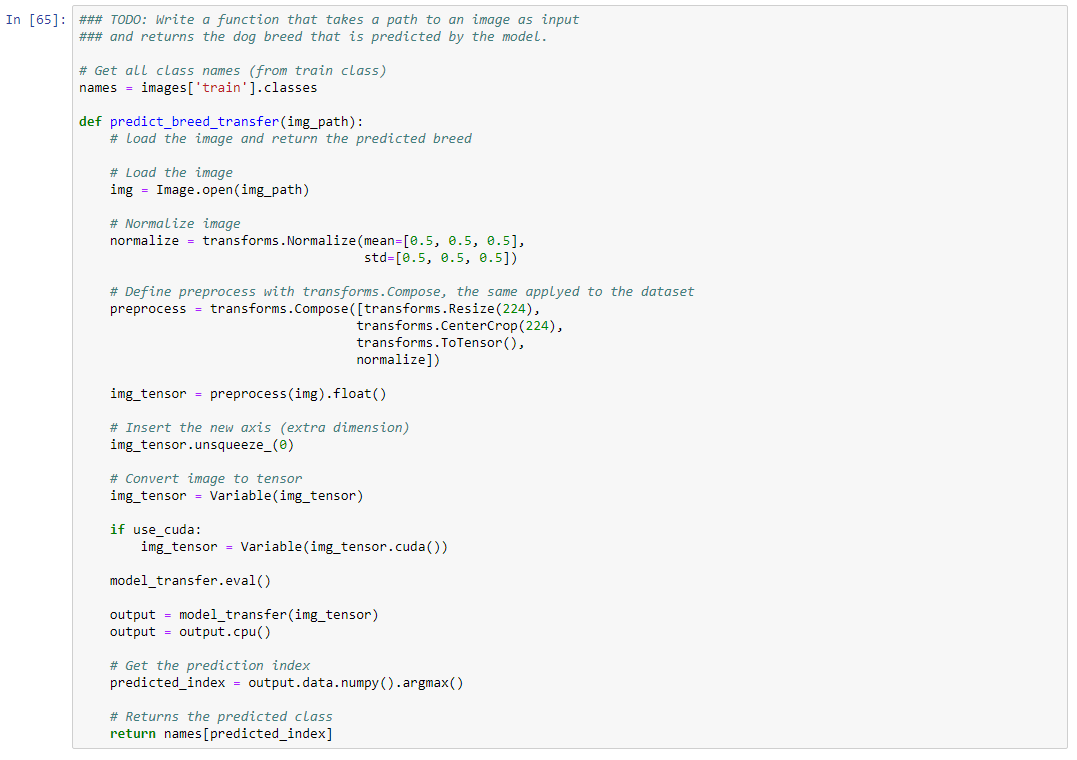 In [65]: ### TODO: Write a function that takes a path to an image as input
### and returns the dog breed that is predicted by the model.
# Get all class names (from train class)
names = images['train'].classes
def predict_breed_transfer(img_path):
# load the image and return the predicted breed
# Load the image
img = Image.open(img_path)
# Normalize image
normalize = transforms.Normalize(mean=[0.5, 0.5, 0.5],
std=[0.5, 0.5, 0.5])
# Define preprocess with transforms.Compose, the same applyed to the dataset
preprocess = transforms.Compose([transforms.Resize(224),
transforms.CenterCrop(224),
transforms.ToTensor(),
normalize])
img_tensor = preprocess(img).float()
# Insert the new axis (extra dimension)
img_tensor.unsqueeze_(0)
# Convert image to tensor
img_tensor = Variable(img_tensor)
if use_cuda:
img_tensor = Variable(img_tensor.cuda())
model_transfer.eval()
output = model_transfer(img_tensor)
output = output.cpu()
# Get the prediction index
predicted_index = output.data.numpy().argmax()
# Returns the predicted class
return names[predicted_index]